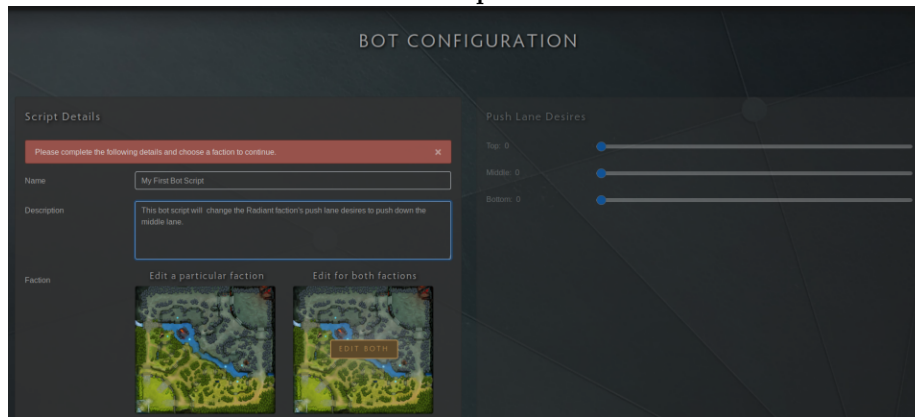 BOT CONFIGURATION
Script Details
Please complete the following details and choose a faction to continue.
×
Name
My First Bot Script
Description
This bot script will change the Radiant faction's push lane desires to push down the
middle lane.
Faction
Edit a particular faction
Edit for both factions
EDIT BOTH
Push Lane Desires
Top: 0
Middle: 0
Bottom: 0